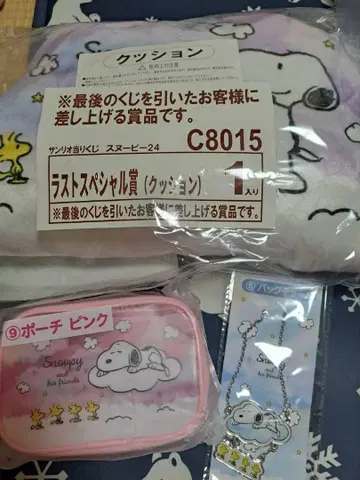 クッション
※最後のくじを引いたお客様に
差し上げる賞品です。
サンリオ当りくじ スヌーピー24
C8015
ラストスペシャル賞(クッション)
1入り
※最後のくじを引いたお客様に差し上げる賞品です。
⑨ポーチ ピンク
Snoopy
and
his friends
Snoopy
and
his friends